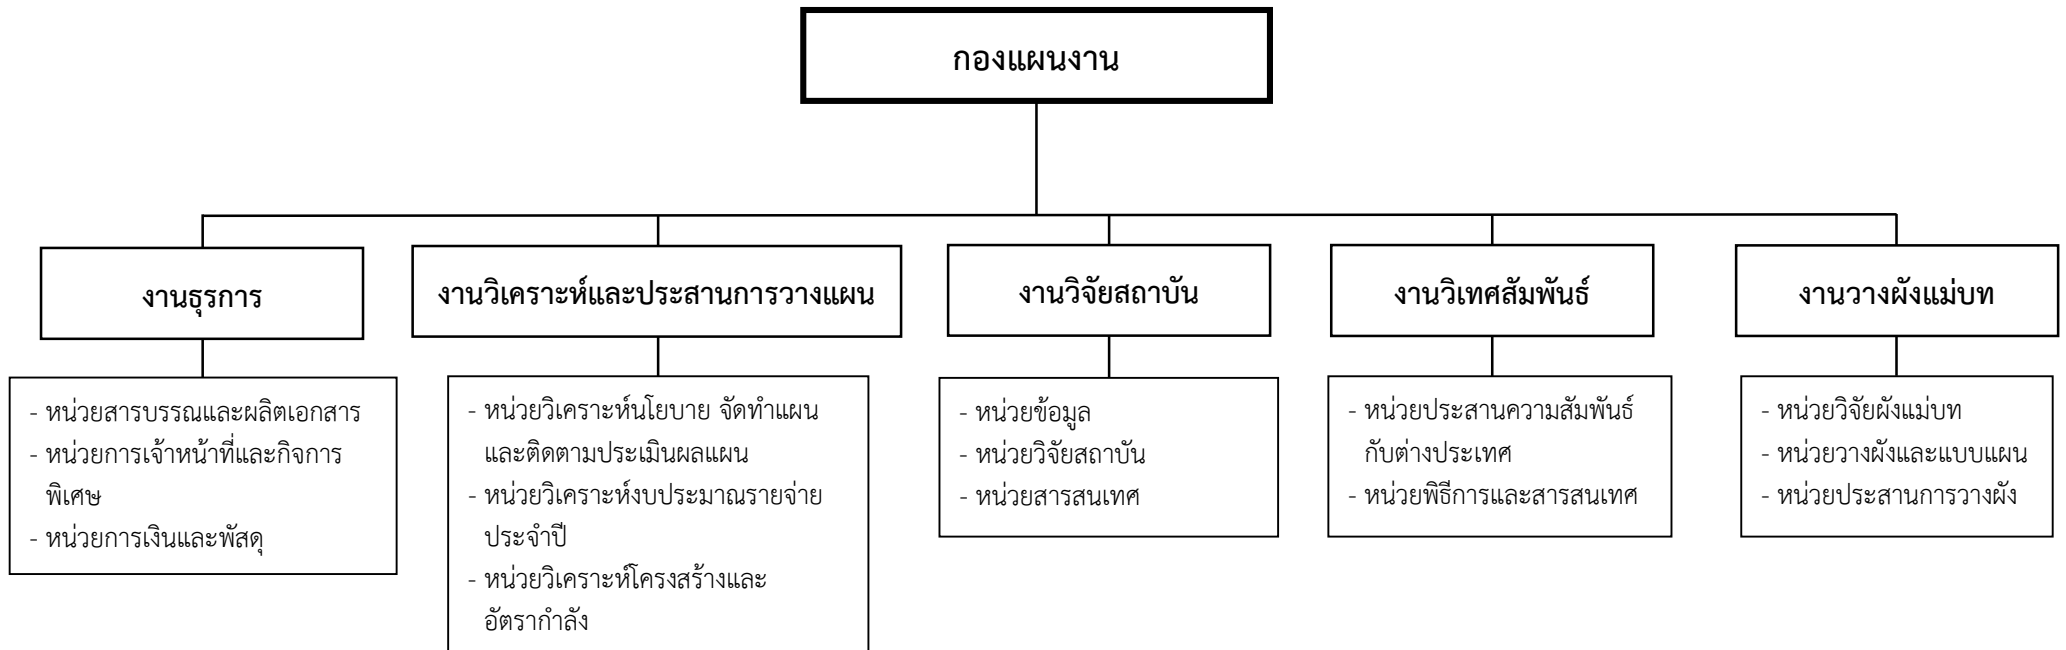 กองแผนงาน
งานธุรการ
- หน่วยสารบรรณและผลิตเอกสาร
- หน่วยการเจ้าหน้าที่และกิจการ
พิเศษ
- หน่วยการเงินและพัสดุ
งานวิเคราะห์และประสานการวางแผน
- หน่วยวิเคราะห์นโยบาย จัดทำแผน
และติดตามประเมินผลแผน
- หน่วยวิเคราะห์งบประมาณรายจ่าย
ประจำปี
- หน่วยวิเคราะห์โครงสร้างและ
อัตรากำลัง
งานวิจัยสถาบัน
- หน่วยข้อมูล
- หน่วยวิจัยสถาบัน
- หน่วยสารสนเทศ
งานวิเทศสัมพันธ์
- หน่วยประสานความสัมพันธ์
กับต่างประเทศ
- หน่วยพิธีการและสารสนเทศ
งานวางผังแม่บท
- หน่วยวิจัยผังแม่บท
- หน่วยวางผังและแบบแผน
- หน่วยประสานการวางผัง